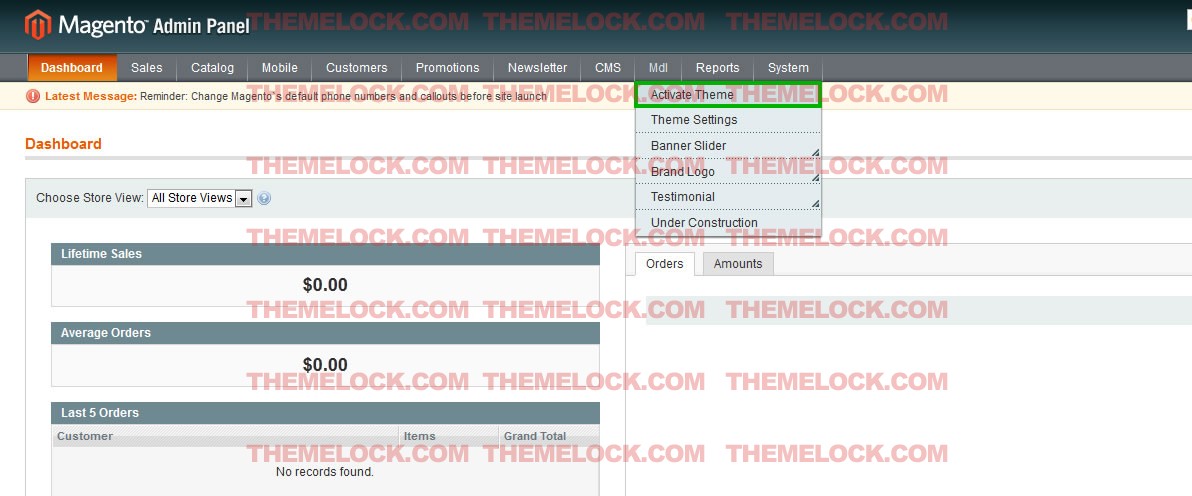 Magento™ Admin Panel
THEMELOCK.COM THEMELOCK.COM THEMELOCK.COM
Dashboard Sales Catalog Mobile Customers Promotions Newsletter CMS Mdl Reports System
Latest Message: Reminder: Change Magento`s default phone numbers and callouts before site launch
THEMELOCK.COM THEMELOCK.COM THEMELOCK.COM
Activate Theme
Theme Settings
Banner Slider
Brand Logo
Testimonial
Under Construction
Dashboard
THEMELOCK.COM THEMELOCK.COM THEMELOCK.COM
Choose Store View: All Store Views ?
THEMELOCK.COM THEMELOCK.COM THEMELOCK.COM
Lifetime Sales
$0.00
Orders Amounts
THEMELOCK.COM THEMELOCK.COM THEMELOCK.COM
Average Orders
$0.00
THEMELOCK.COM THEMELOCK.COM THEMELOCK.COM
Last 5 Orders
Customer Items Grand Total
THEMELOCK.COM THEMELOCK.COM THEMELOCK.COM
No records found.